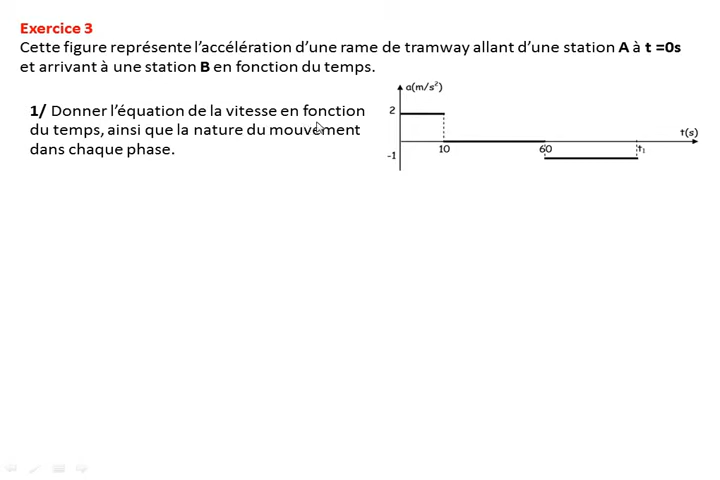 Exercice 3
Cette figure représente l'accélération d'une rame de tramway allant d'une station A à t =0s
et arrivant à une station B en fonction du temps.
1/ Donner l'équation de la vitesse en fonction
du temps, ainsi que la nature du mouvement
dans chaque phase.
a(m/s²)
2
t(s)
10
60
t₁
-1